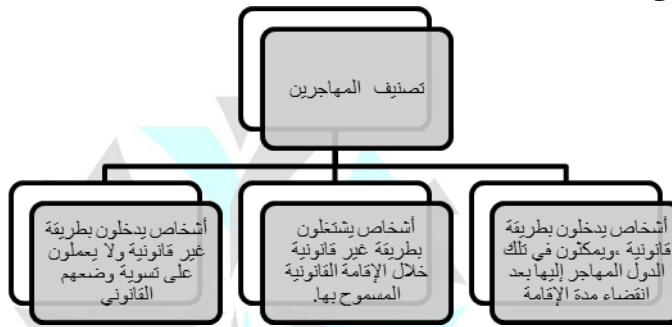 تصنيف المهاجرين
أشخاص يدخلون بطريقة
قانونية ،ويمكثون في تلك
الدول المهاجر إليها بعد
انقضاء مدة الإقامة
أشخاص يشتغلون
بطريقة غير قانونية
خلال الإقامة القانونية
المسموح بها.
أشخاص يدخلون بطريقة
غير قانونية ولا يعملون
على تسوية وضعهم
القانوني